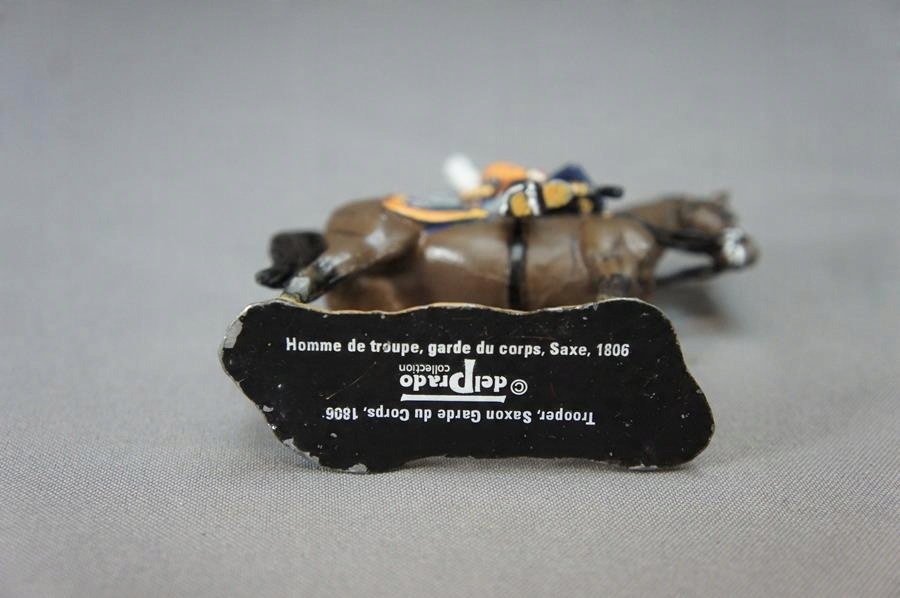 Homme de troupe, garde du corps, Saxe, 1806
Trooper, Saxon Garde du Corps, 1806
© delPrado
collection